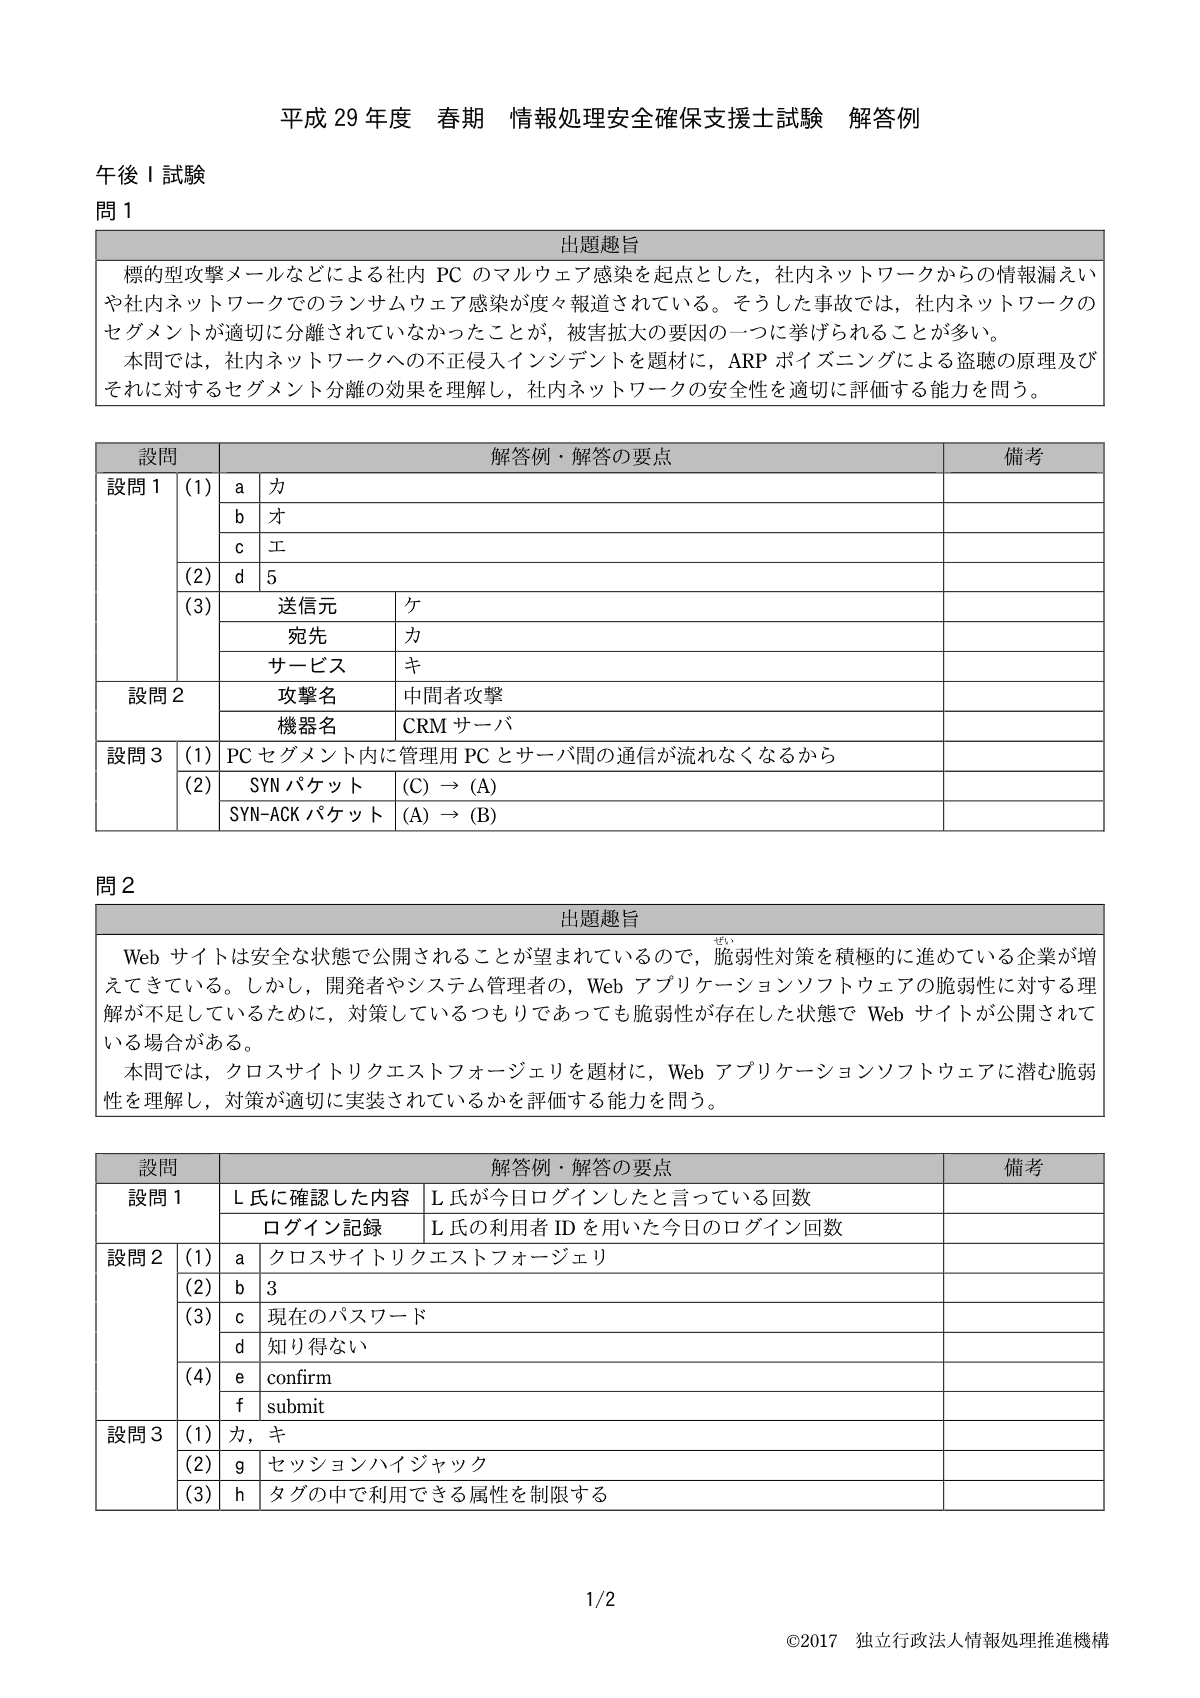 平成 29 年度　春期　情報処理安全確保支援士試験　解答例
午後Ⅰ試験
問１
出題趣旨
標的型攻撃メールなどによる社内 PC のマルウェア感染を起点とした，社内ネットワークからの情報漏えい
や社内ネットワークでのランサムウェア感染が度々報道されている。そうした事故では，社内ネットワークの
セグメントが適切に分離されていなかったことが，被害拡大の要因の一つに挙げられることが多い。
本問では，社内ネットワークへの不正侵入インシデントを題材に，ARP ポイズニングによる盗聴の原理及び
それに対するセグメント分離の効果を理解し，社内ネットワークの安全性を適切に評価する能力を問う。
設問 解答例・解答の要点 備考
設問１ (1) a カ
b オ
c エ
(2) d 5
(3) 送信元 ケ
宛先 カ
サービス キ
設問２ 攻撃名 中間者攻撃
機器名 CRM サーバ
設問３ (1) PC セグメント内に管理用 PC とサーバ間の通信が流れなくなるから
(2) SYN パケット (C) → (A)
SYN-ACK パケット (A) → (B)
問２
出題趣旨
ぜい
Web サイトは安全な状態で公開されることが望まれているので，脆弱性対策を積極的に進めている企業が増
えてきている。しかし，開発者やシステム管理者の，Web アプリケーションソフトウェアの脆弱性に対する理
解が不足しているために，対策しているつもりであっても脆弱性が存在した状態で Web サイトが公開されて
いる場合がある。
本問では，クロスサイトリクエストフォージェリを題材に，Web アプリケーションソフトウェアに潜む脆弱
性を理解し，対策が適切に実装されているかを評価する能力を問う。
設問 解答例・解答の要点 備考
設問１ L 氏に確認した内容 L 氏が今日ログインしたと言っている回数
ログイン記録 L 氏の利用者 ID を用いた今日のログイン回数
設問２ (1) a クロスサイトリクエストフォージェリ
(2) b 3
(3) c 現在のパスワード
d 知り得ない
(4) e confirm
f submit
設問３ (1) カ，キ
(2) g セッションハイジャック
(3) h タグの中で利用できる属性を制限する
1/2
©2017　独立行政法人情報処理推進機構